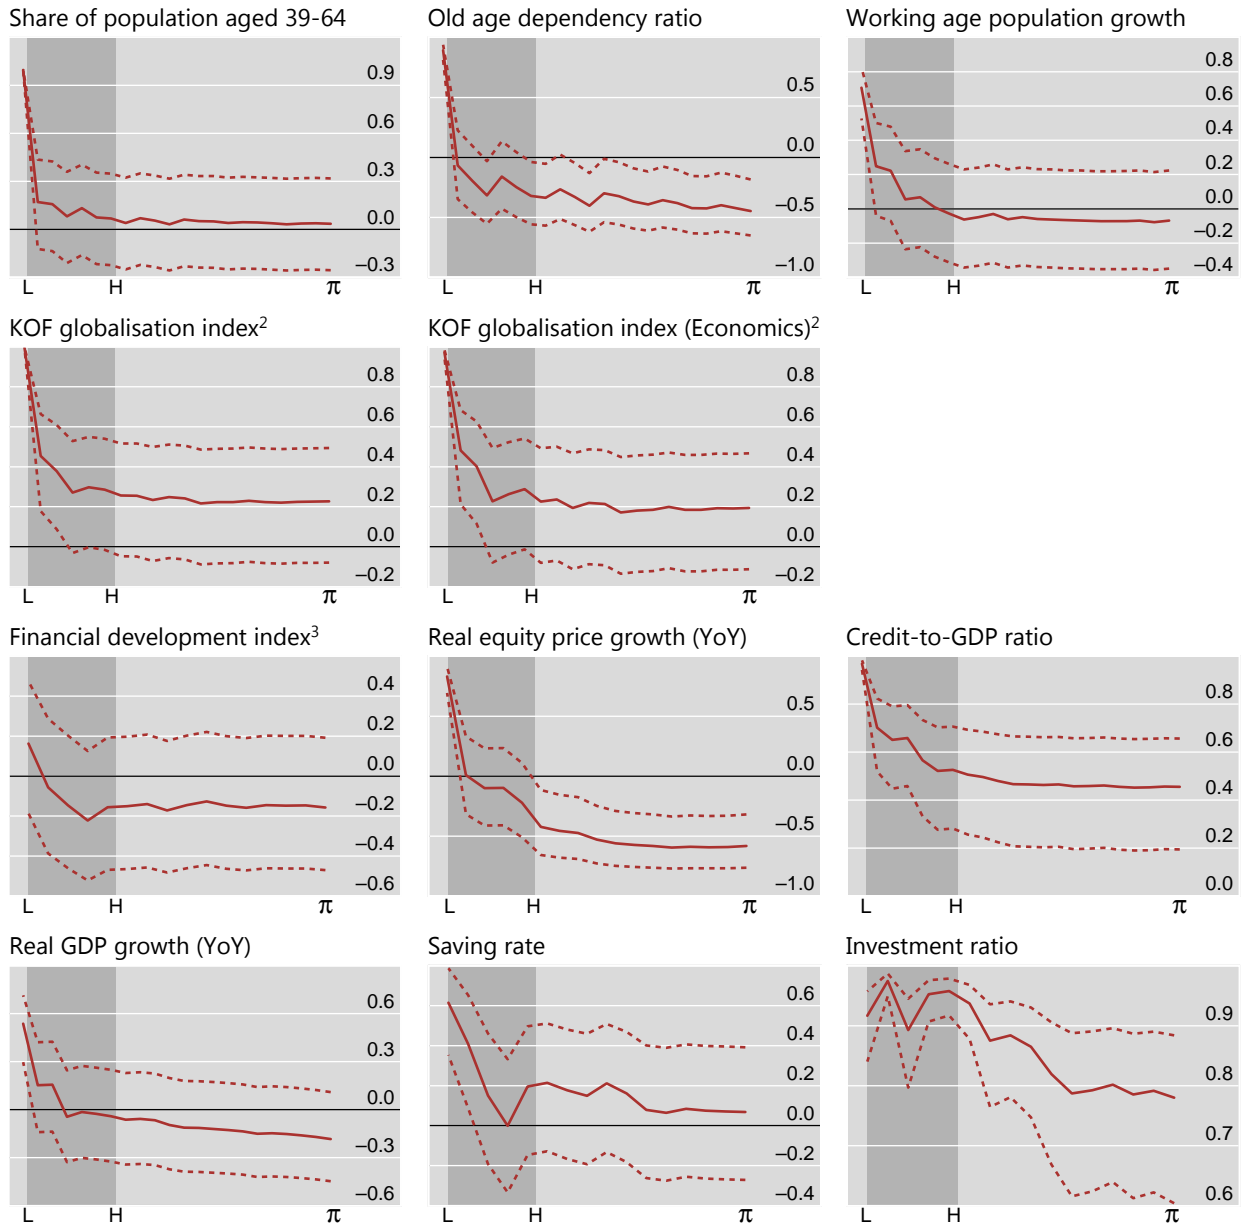 Share of population aged 39-64
Old age dependency ratio
Working age population growth
0.9
0.6
0.3
0.0
–0.3
L H π
0.5
0.0
–0.5
–1.0
L H π
0.8
0.6
0.4
0.2
0.0
–0.2
–0.4
L H π
KOF globalisation index²
KOF globalisation index (Economics)²
0.8
0.6
0.4
0.2
0.0
–0.2
L H π
0.8
0.6
0.4
0.2
0.0
–0.2
L H π
Financial development index³
Real equity price growth (YoY)
Credit-to-GDP ratio
0.4
0.2
0.0
–0.2
–0.4
–0.6
L H π
0.5
0.0
–0.5
–1.0
L H π
0.8
0.6
0.4
0.2
0.0
L H π
Real GDP growth (YoY)
Saving rate
Investment ratio
0.6
0.3
0.0
–0.3
–0.6
L H π
0.6
0.4
0.2
0.0
–0.2
–0.4
L H π
0.9
0.8
0.7
0.6
L H π